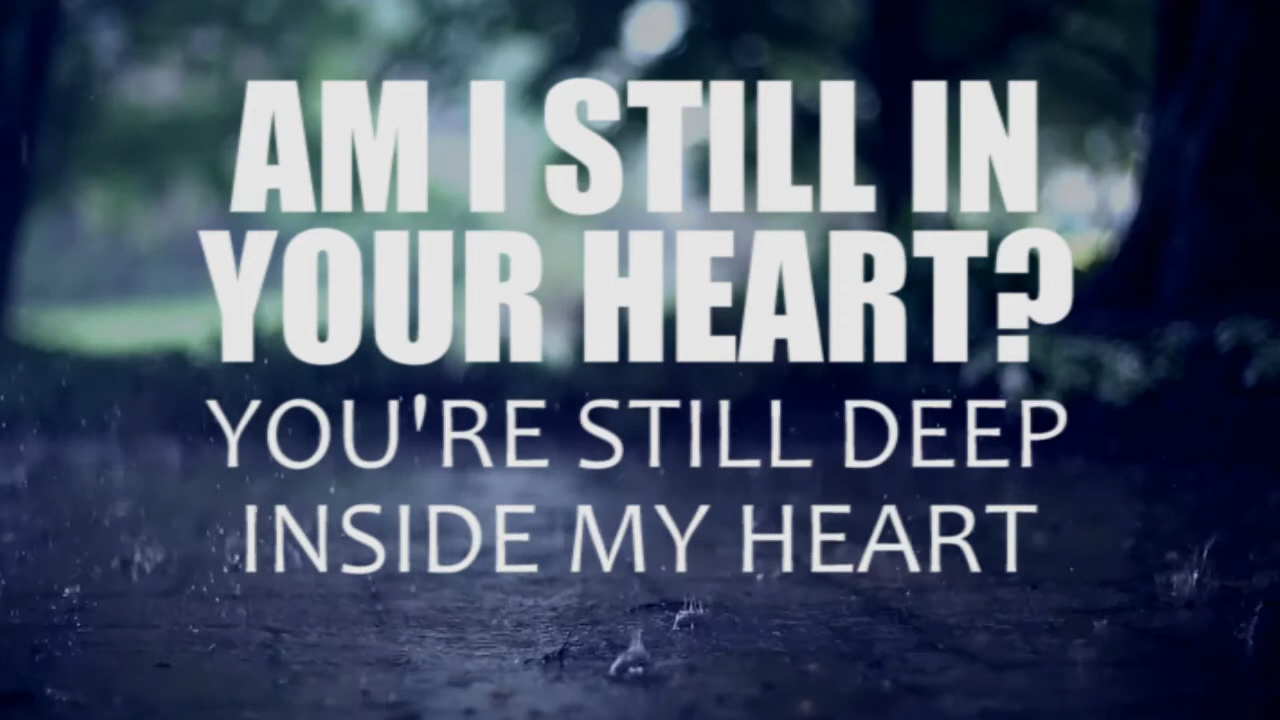 AM I STILL IN
YOUR HEART?
YOU'RE STILL DEEP
INSIDE MY HEART